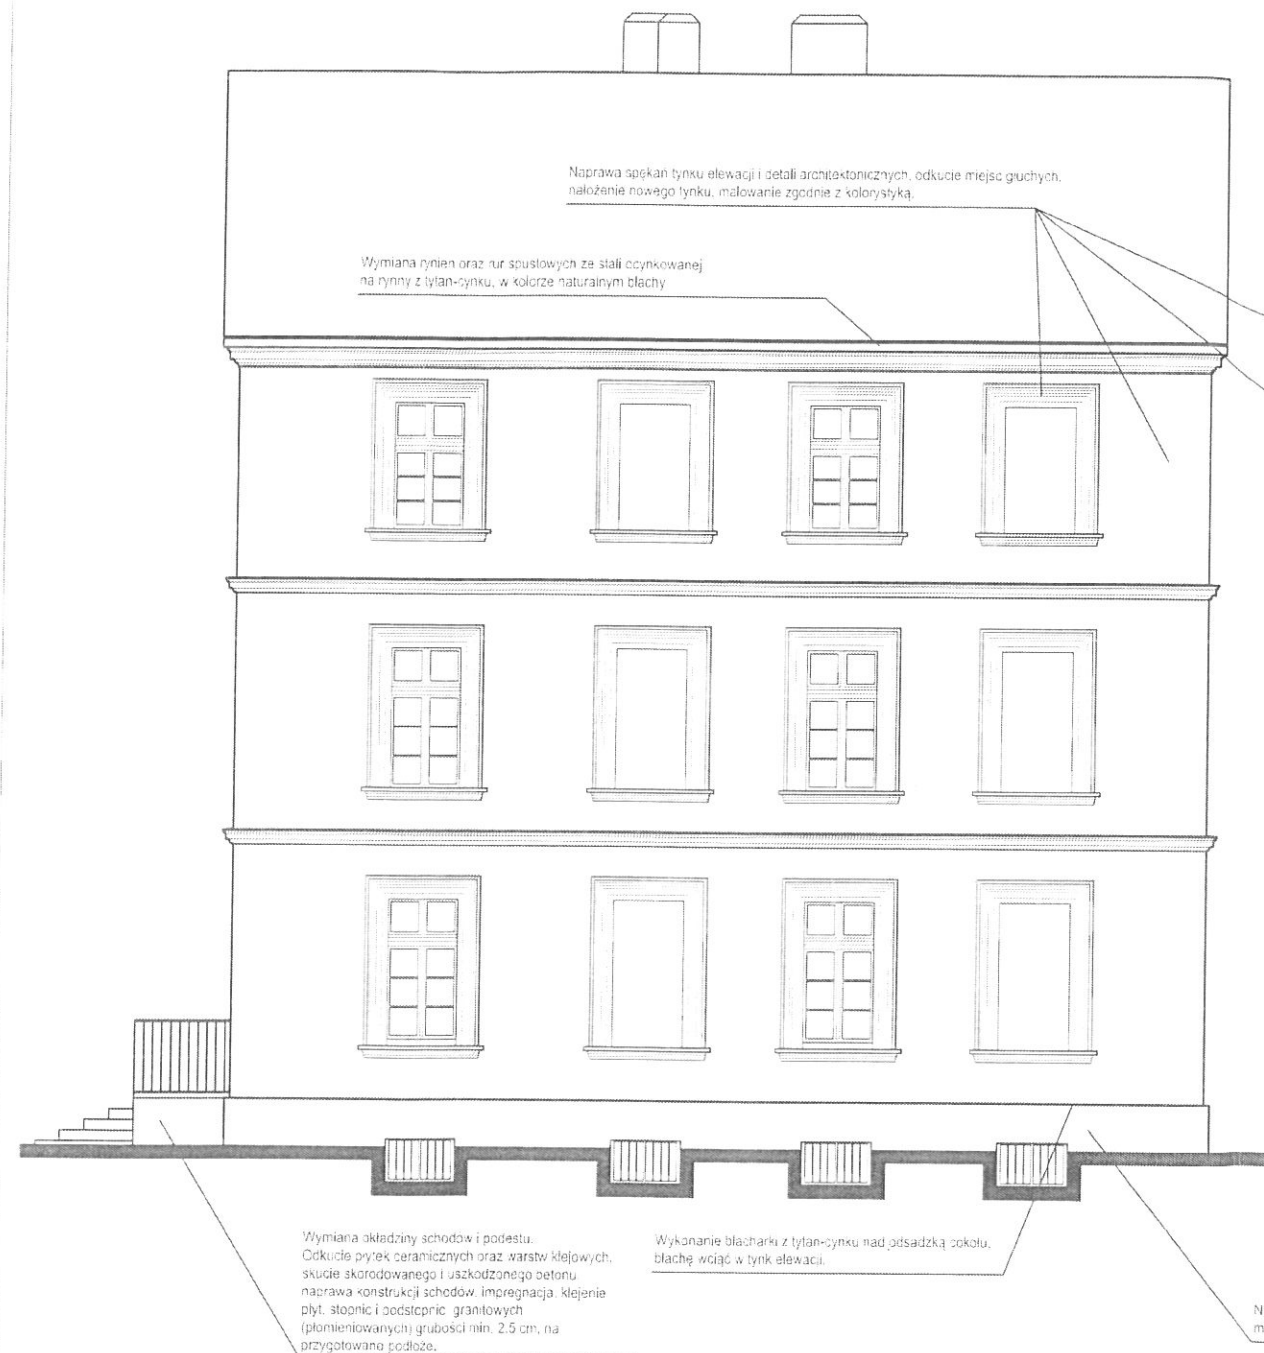 Naprawa spękań tynku elewacji i detali architektonicznych, odkucie miejsc głuchych,
nałożenie nowego tynku, malowanie zgodnie z kolorystyką.
Wymiana rynien oraz rur spustowych ze stali ocynkowanej
na rynny z tytan-cynku, w kolorze naturalnym blachy
Wymiana okładziny schodów i podestu.
Odkucie płytek ceramicznych oraz warstw klejowych,
skucie skorodowanego i uszkodzonego betonu
naprawa konstrukcji schodów, impregnacja, klejenie
płyt, stopnic i podstopnic granitowych
(płomieniowanych) grubości min. 2.5 cm, na
przygotowane podłoże.
Wykonanie blacharki z tytan-cynku nad odsadzką cokołu,
blachę wciąć w tynk elewacji.
N
m